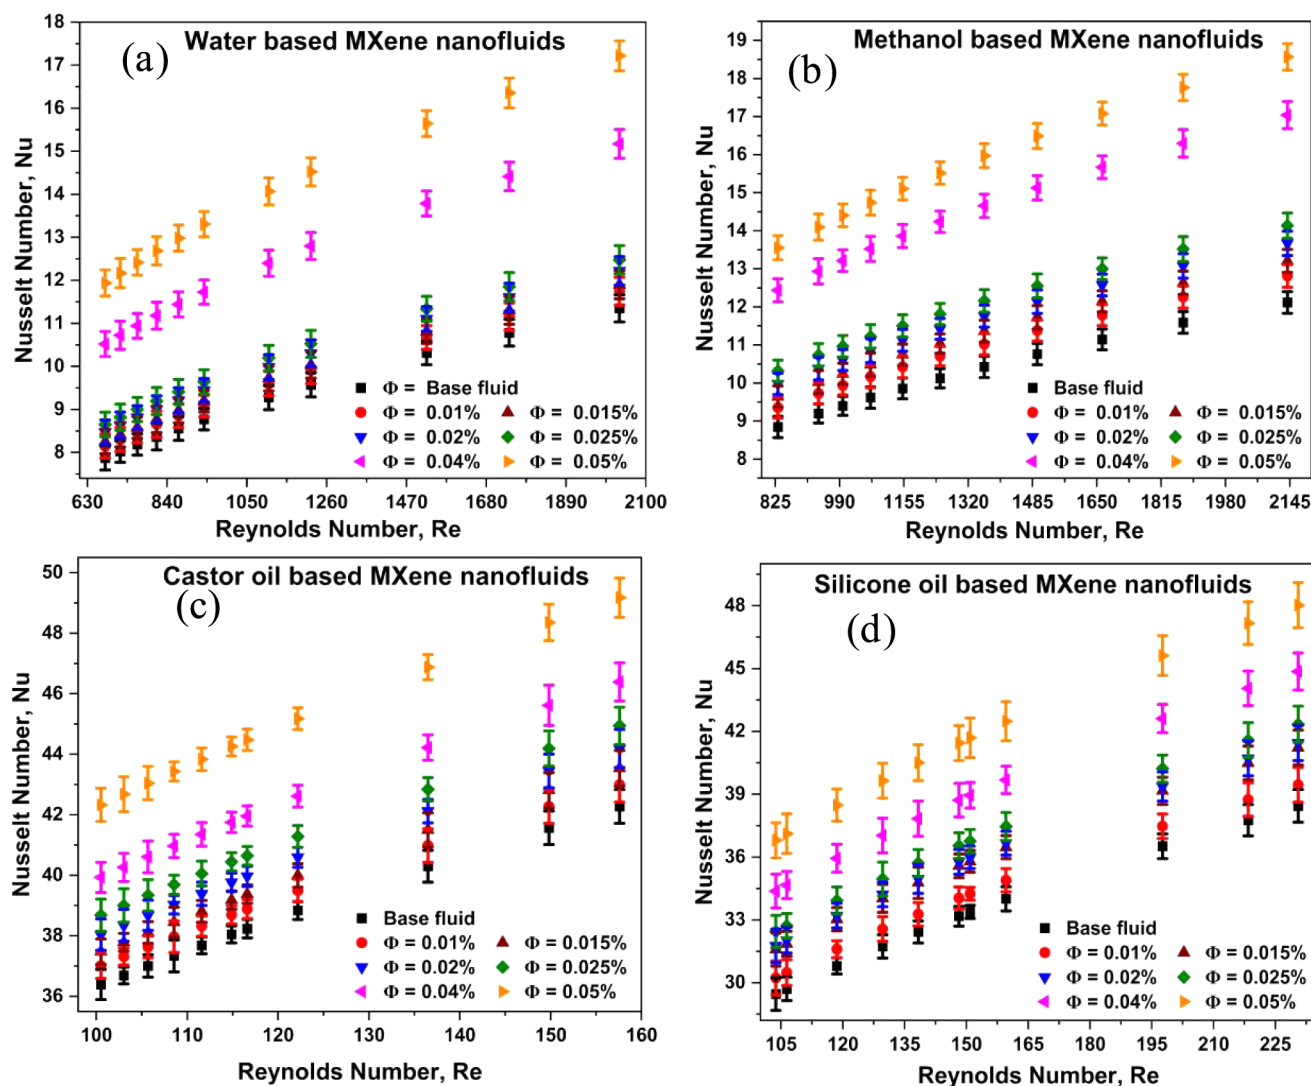 (a)
Water based MXene nanofluids
Nusselt Number, Nu
18
17
16
15
14
13
12
11
10
9
8
Φ = Base fluid
Φ = 0.01%
Φ = 0.015%
Φ = 0.02%
Φ = 0.025%
Φ = 0.04%
Φ = 0.05%
630 840 1050 1260 1470 1680 1890 2100
Reynolds Number, Re
(b)
Methanol based MXene nanofluids
Nusselt Number, Nu
19
18
17
16
15
14
13
12
11
10
9
8
Base fluid
Φ = 0.01%
Φ = 0.015%
Φ = 0.02%
Φ = 0.025%
Φ = 0.04%
Φ = 0.05%
825 990 1155 1320 1485 1650 1815 1980 2145
Reynolds Number, Re
(c)
Castor oil based MXene nanofluids
Nusselt Number, Nu
50
48
46
44
42
40
38
36
Base fluid
Φ = 0.01%
Φ = 0.015%
Φ = 0.02%
Φ = 0.025%
Φ = 0.04%
Φ = 0.05%
100 110 120 130 140 150 160
Reynolds Number, Re
(d)
Silicone oil based MXene nanofluids
Nusselt Number, Nu
48
45
42
39
36
33
30
Base fluid
Φ = 0.01%
Φ = 0.015%
Φ = 0.02%
Φ = 0.025%
Φ = 0.04%
Φ = 0.05%
105 120 135 150 165 180 195 210 225
Reynolds Number, Re